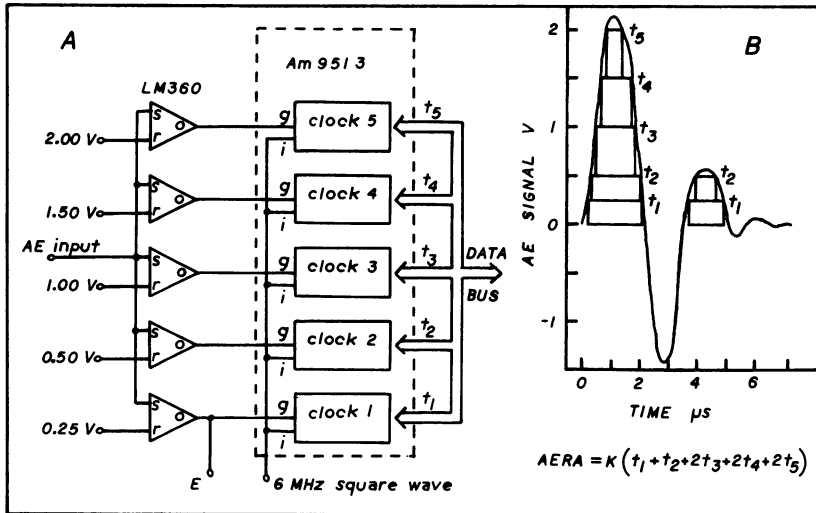 A
LM360
Am 9513
s
r
2.00 V
g
i
clock 5
t5
s
r
1.50 V
g
i
clock 4
t4
AE input
s
r
1.00 V
g
i
clock 3
t3
DATA
BUS
s
r
0.50 V
g
i
clock 2
t2
s
r
0.25 V
g
i
clock 1
t1
E
6 MHz square wave
B
AE SIGNAL V
2
1
0
-1
t5
t4
t3
t2
t1
t2
t1
0 2 4 6
TIME μs
AERA = K(t1+t2+2t3+2t4+2t5)